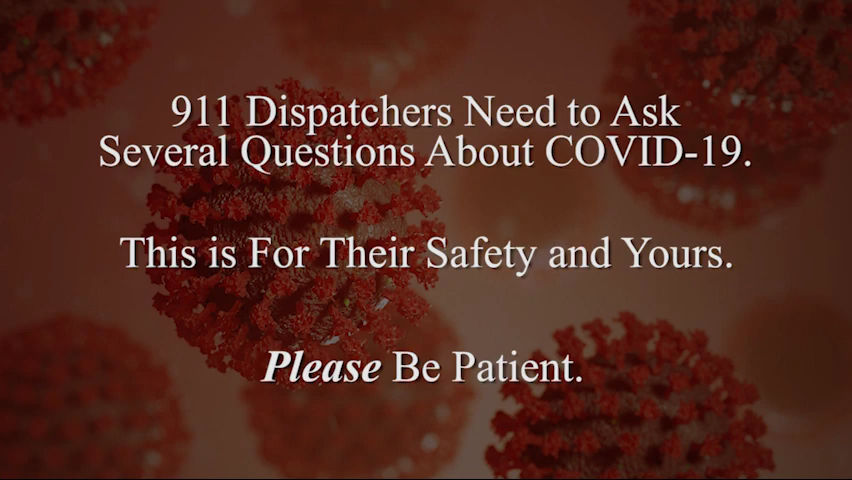 911 Dispatchers Need to Ask
Several Questions About COVID-19.
This is For Their Safety and Yours.
Please Be Patient.